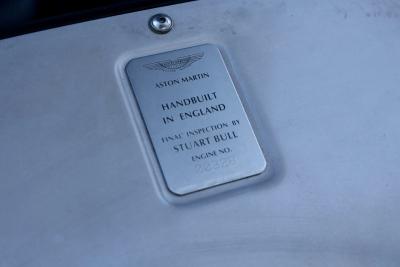 ASTON MARTIN
HANDBUILT
IN ENGLAND
FINAL INSPECTION BY
STUART BULL
ENGINE NO.